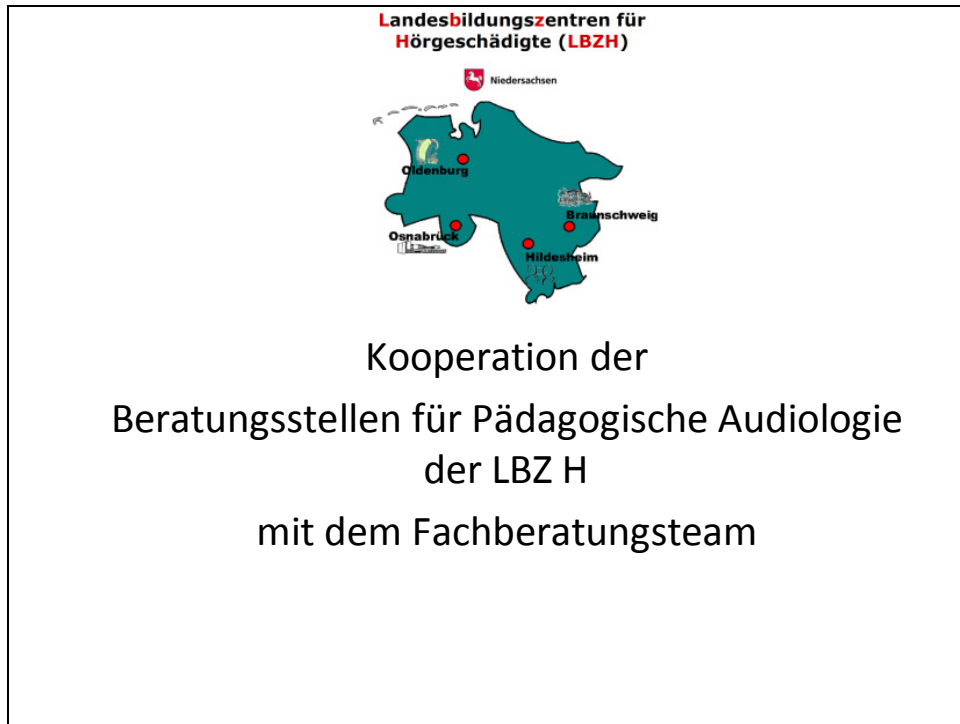 Landesbildungszentren für
Hörgeschädigte (LBZH)
Niedersachsen
Oldenburg
Braunschweig
Osnabrück
Hildesheim
Kooperation der
Beratungsstellen für Pädagogische Audiologie
der LBZ H
mit dem Fachberatungsteam